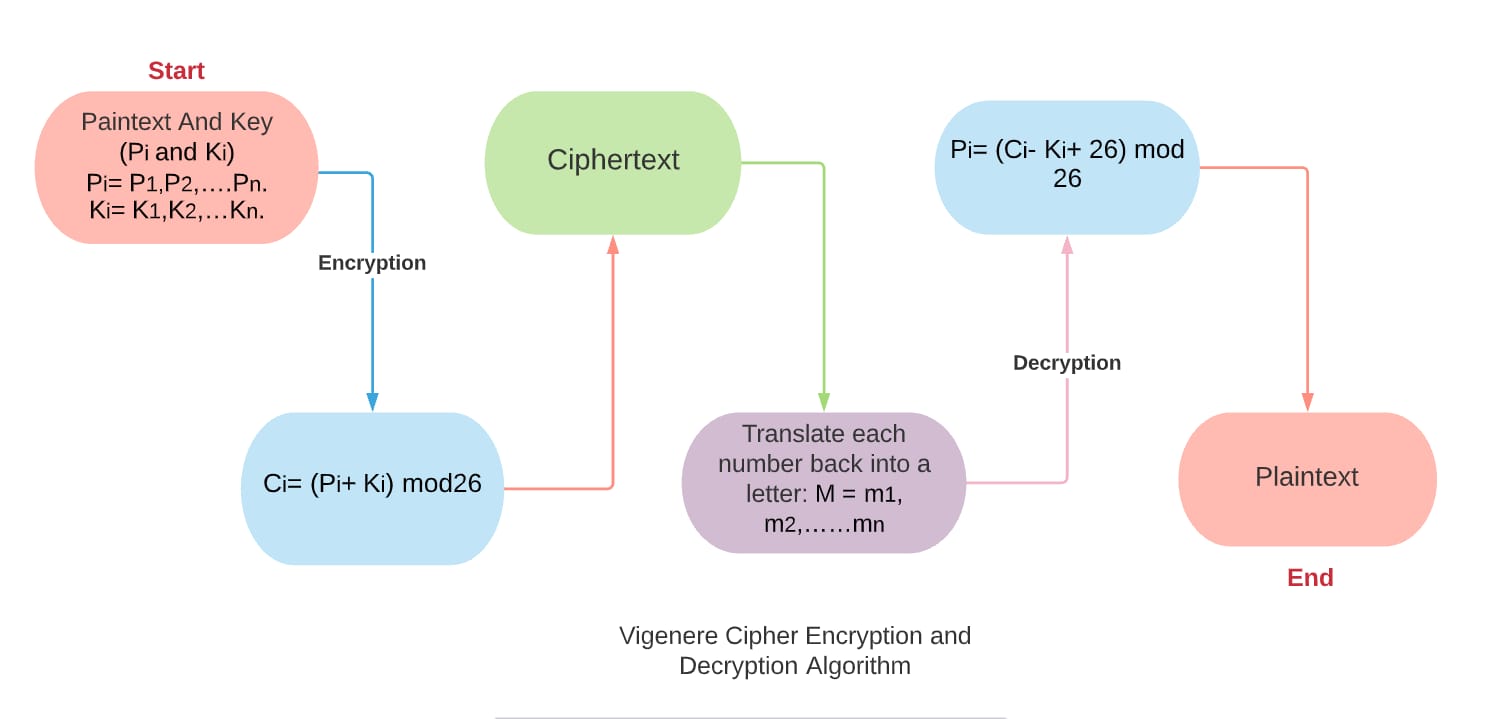 Start
Paintext And Key
(Pi and Ki)
Pi= P1,P2,….Pn.
Ki= K1,K2,…Kn.
Encryption
Ci= (Pi+ Ki) mod26
Ciphertext
Translate each
number back into a
letter: M = m1,
m2,……mn
Decryption
Pi= (Ci- Ki+ 26) mod
26
Plaintext
End
Vigenere Cipher Encryption and
Decryption Algorithm